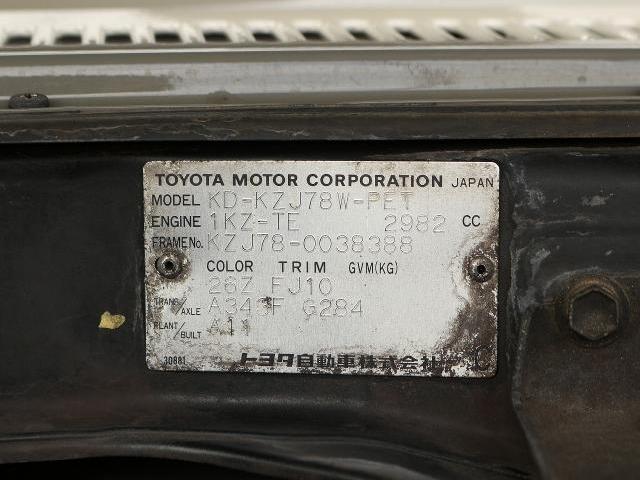 TOYOTA MOTOR CORPORATION JAPAN
MODEL KD-KZJ78W-PET
ENGINE 1KZ-TE 2982 CC
FRAME No. KZJ78-0038388
COLOR TRIM GVM(KG)
26Z FJ10
TRANS/AXLE A343F G284
PLANT/BUILT A11
30881 トヨタ自動車株式会社